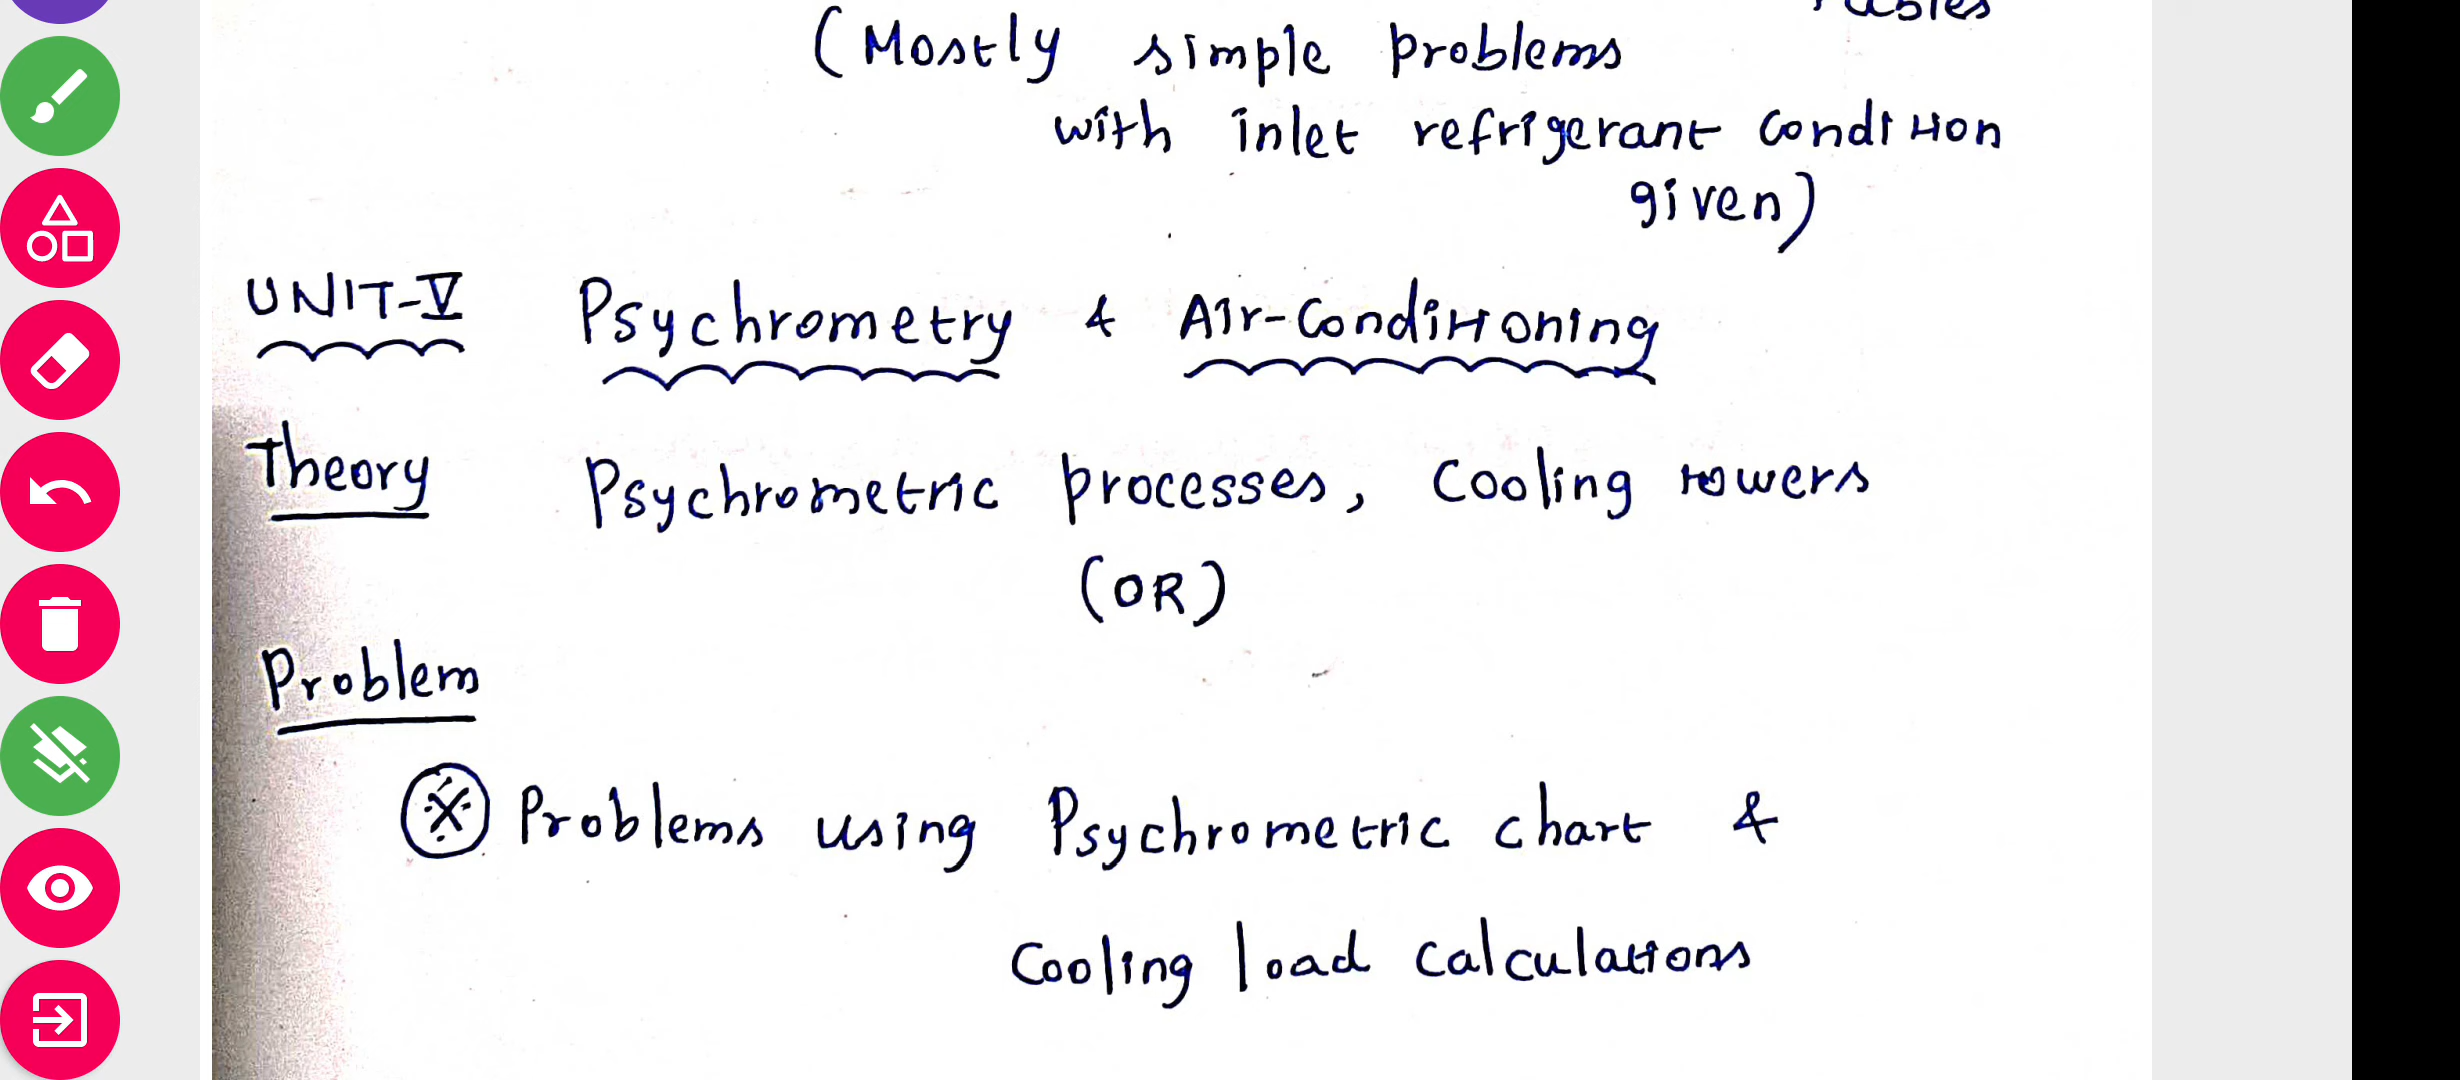 (Mostly simple problems
with inlet refrigerant condition
given)
UNIT-V Psychrometry & Air-Conditioning
Theory Psychrometric processes, Cooling towers
(OR)
Problem
Problems using Psychrometric chart &
Cooling load calculations